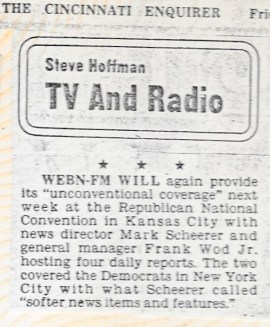 THE CINCINNATI ENQUIRER Fri
Steve Hoffman
TV And Radio
★ ★ ★
WEBN-FM WILL again provide
its "unconventional coverage" next
week at the Republican National
Convention in Kansas City with
news director Mark Scheerer and
general manager Frank Wod Jr.
hosting four daily reports. The two
covered the Democrats in New York
City with what Scheerer called
"softer news items and features."